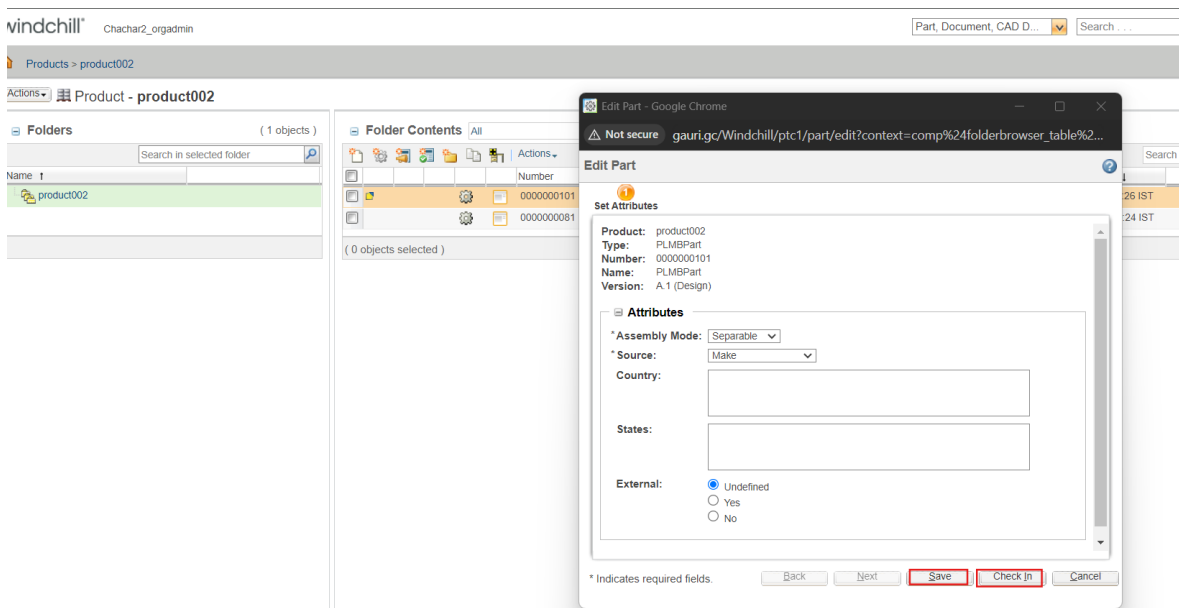 windchill® Chachar2_orgadmin Part, Document, CAD D... Search . . .
Products > product002
Actions Product - product002
Folders ( 1 objects )
Search in selected folder
Name ↑
product002
Folder Contents All
Actions Search
Number
0000000101 :26 IST
0000000081 :24 IST
( 0 objects selected )
Edit Part - Google Chrome
Not secure gauri.gc/Windchill/ptc1/part/edit?context=comp%24folderbrowser_table%2...
Edit Part
1
Set Attributes
Product: product002
Type: PLMBPart
Number: 0000000101
Name: PLMBPart
Version: A.1 (Design)
Attributes
*Assembly Mode: Separable
*Source: Make
Country:
States:
External: Undefined
Yes
No
* Indicates required fields. Back Next Save Check In Cancel